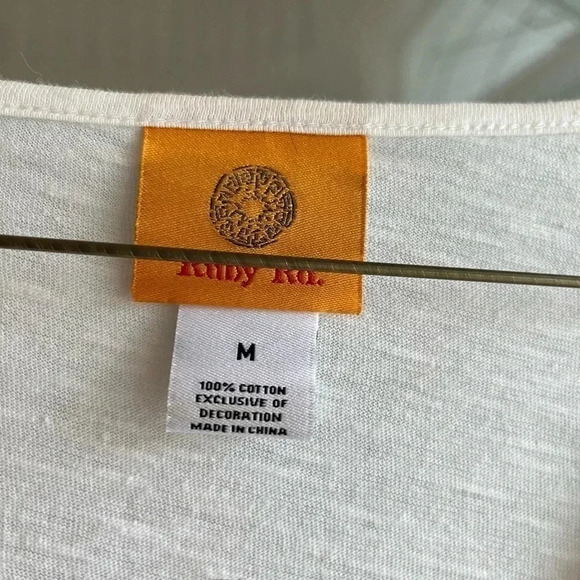 Ruby Rd.
M
100% COTTON
EXCLUSIVE OF
DECORATION
MADE IN CHINA